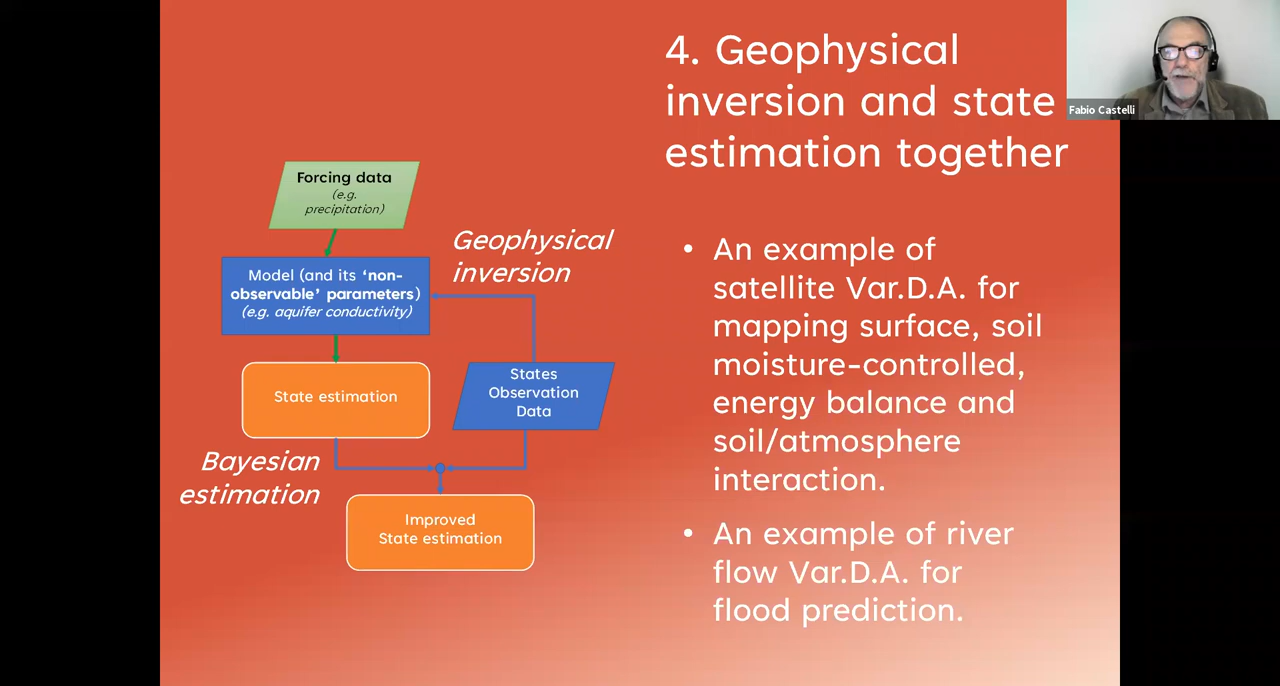 4. Geophysical
inversion and state
estimation together
Fabio Castelli
Forcing data
(e.g.
precipitation)
Geophysical
inversion
Model (and its ‘non-
observable’ parameters)
(e.g. aquifer conductivity)
State estimation
States
Observation
Data
Bayesian
estimation
Improved
State estimation
• An example of
satellite Var.D.A. for
mapping surface, soil
moisture-controlled,
energy balance and
soil/atmosphere
interaction.
• An example of river
flow Var.D.A. for
flood prediction.